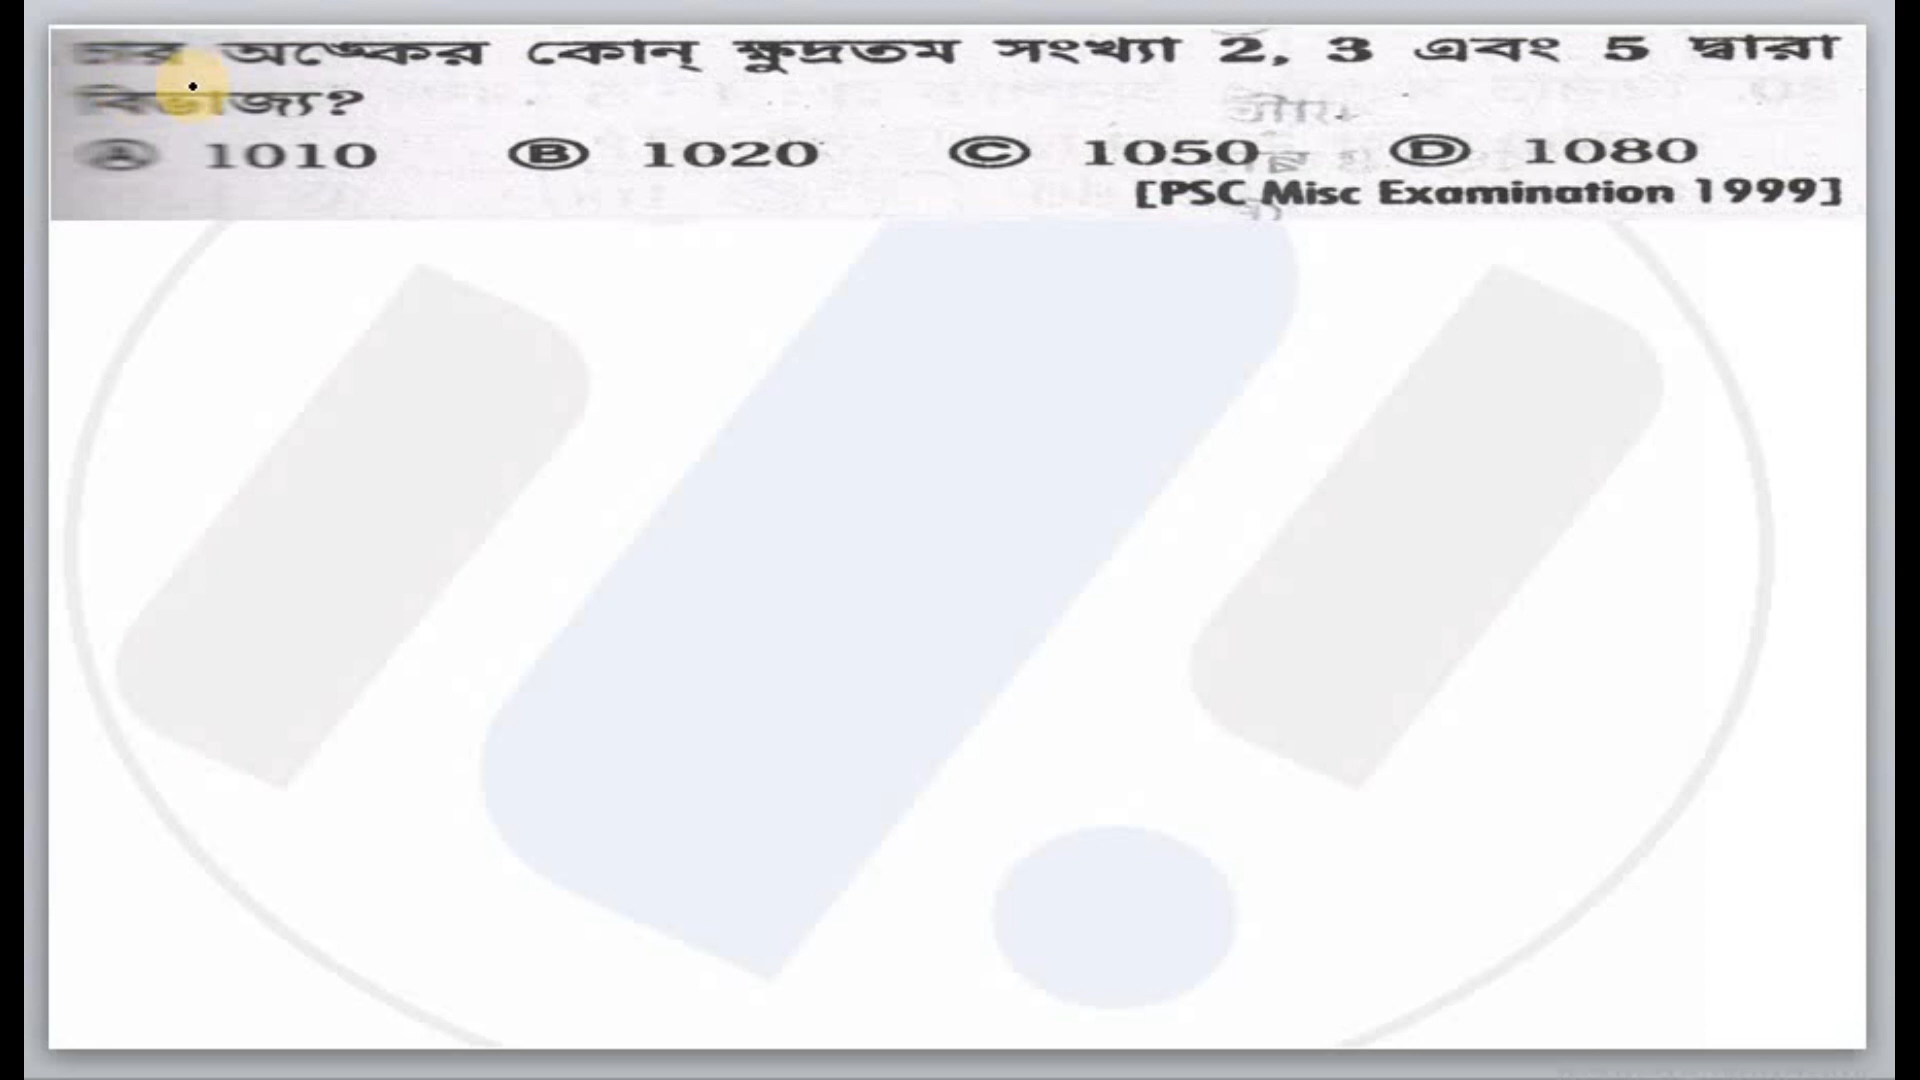 চার অঙ্কের কোন্ ক্ষুদ্রতম সংখ্যা 2, 3 এবং 5 দ্বারা
বিভাজ্য?
Ⓐ 1010 Ⓑ 1020 Ⓒ 1050 Ⓓ 1080
[PSC Misc Examination 1999]